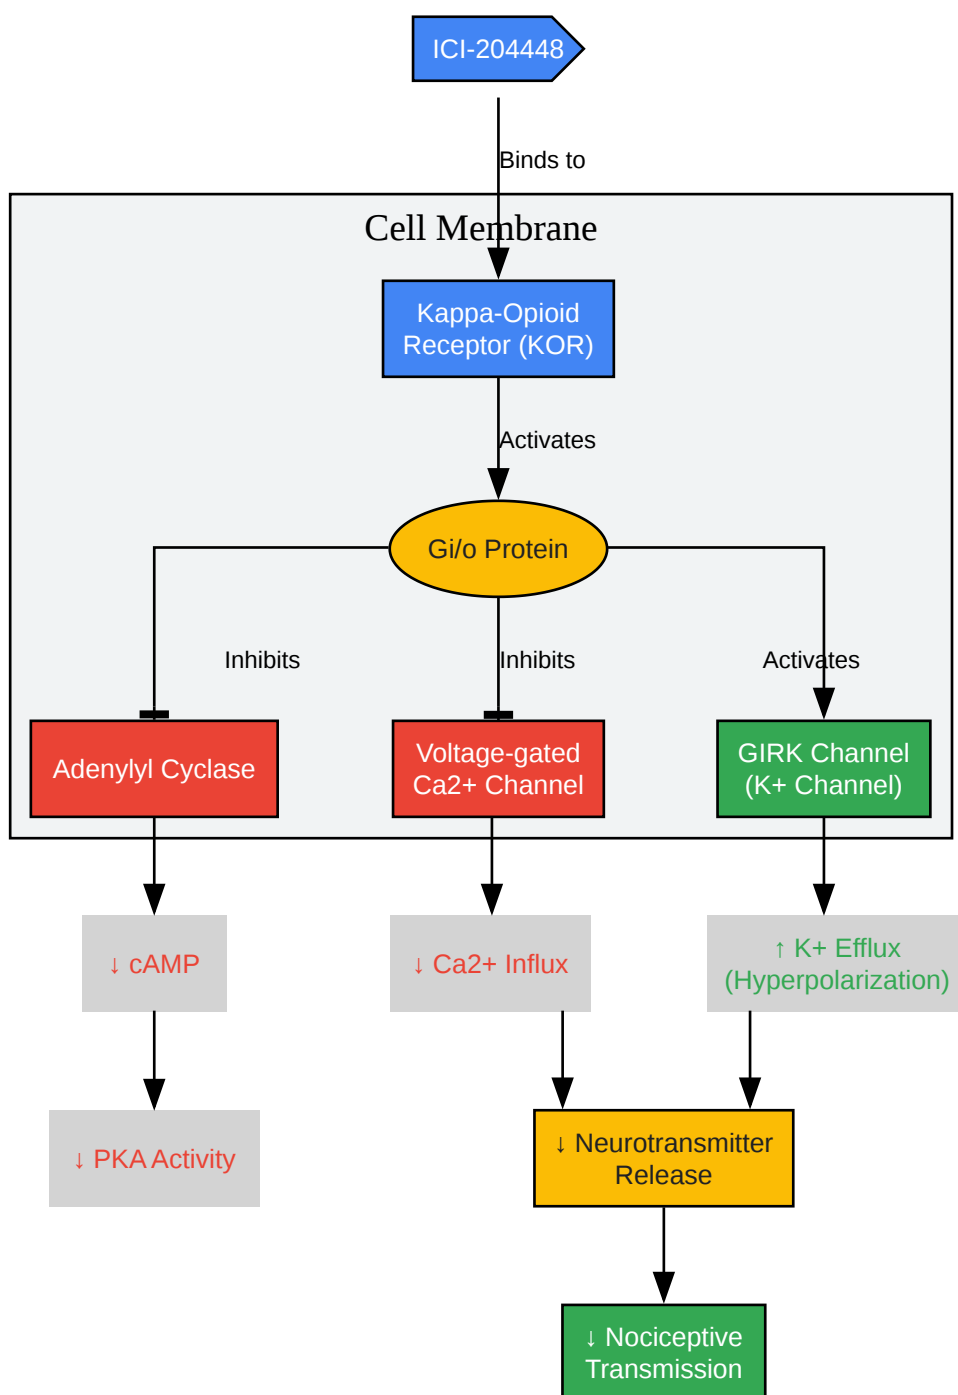 ICI-204448
Binds to
Cell Membrane
Kappa-Opioid
Receptor (KOR)
Activates
Gi/o Protein
Inhibits
Inhibits
Activates
Adenylyl Cyclase
Voltage-gated
Ca2+ Channel
GIRK Channel
(K+ Channel)
↓ cAMP
↓ Ca2+ Influx
↑ K+ Efflux
(Hyperpolarization)
↓ PKA Activity
↓ Neurotransmitter
Release
↓ Nociceptive
Transmission